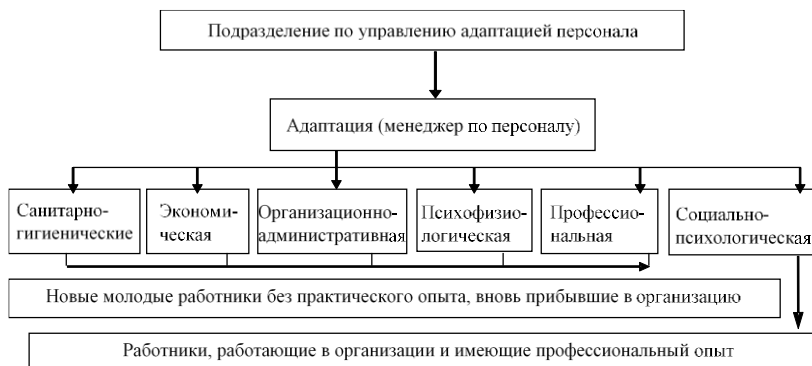 Подразделение по управлению адаптацией персонала
Адаптация (менеджер по персоналу)
Санитарно-
гигиенические
Экономи-
ческая
Организационно-
административная
Психофизио-
логическая
Профессио-
нальная
Социально-
психологическая
Новые молодые работники без практического опыта, вновь прибывшие в организацию
Работники, работающие в организации и имеющие профессиональный опыт